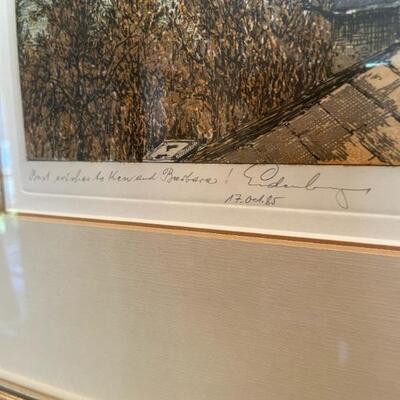 Best wishes to Ken and Barbara!
17. Oct. 85